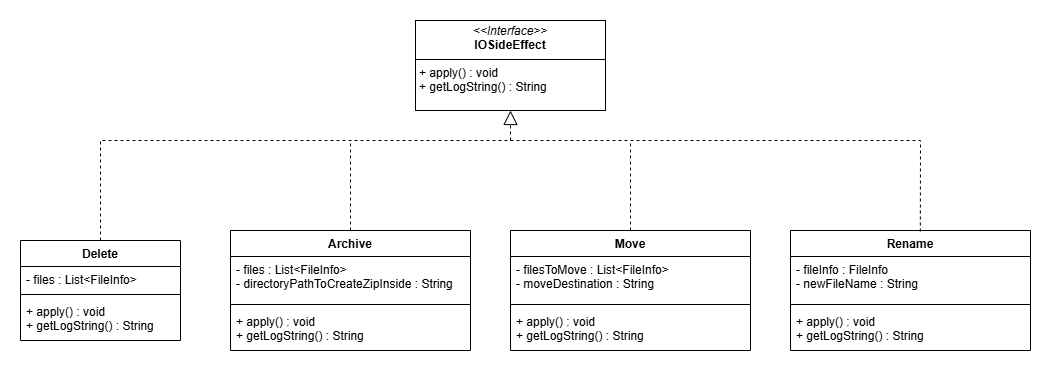 <<Interface>>
IOSideEffect
+ apply() : void
+ getLogString() : String
Delete
- files : List<FileInfo>
+ apply() : void
+ getLogString() : String
Archive
- files : List<FileInfo>
- directoryPathToCreateZipInside : String
+ apply() : void
+ getLogString() : String
Move
- filesToMove : List<FileInfo>
- moveDestination : String
+ apply() : void
+ getLogString() : String
Rename
- fileInfo : FileInfo
- newFileName : String
+ apply() : void
+ getLogString() : String